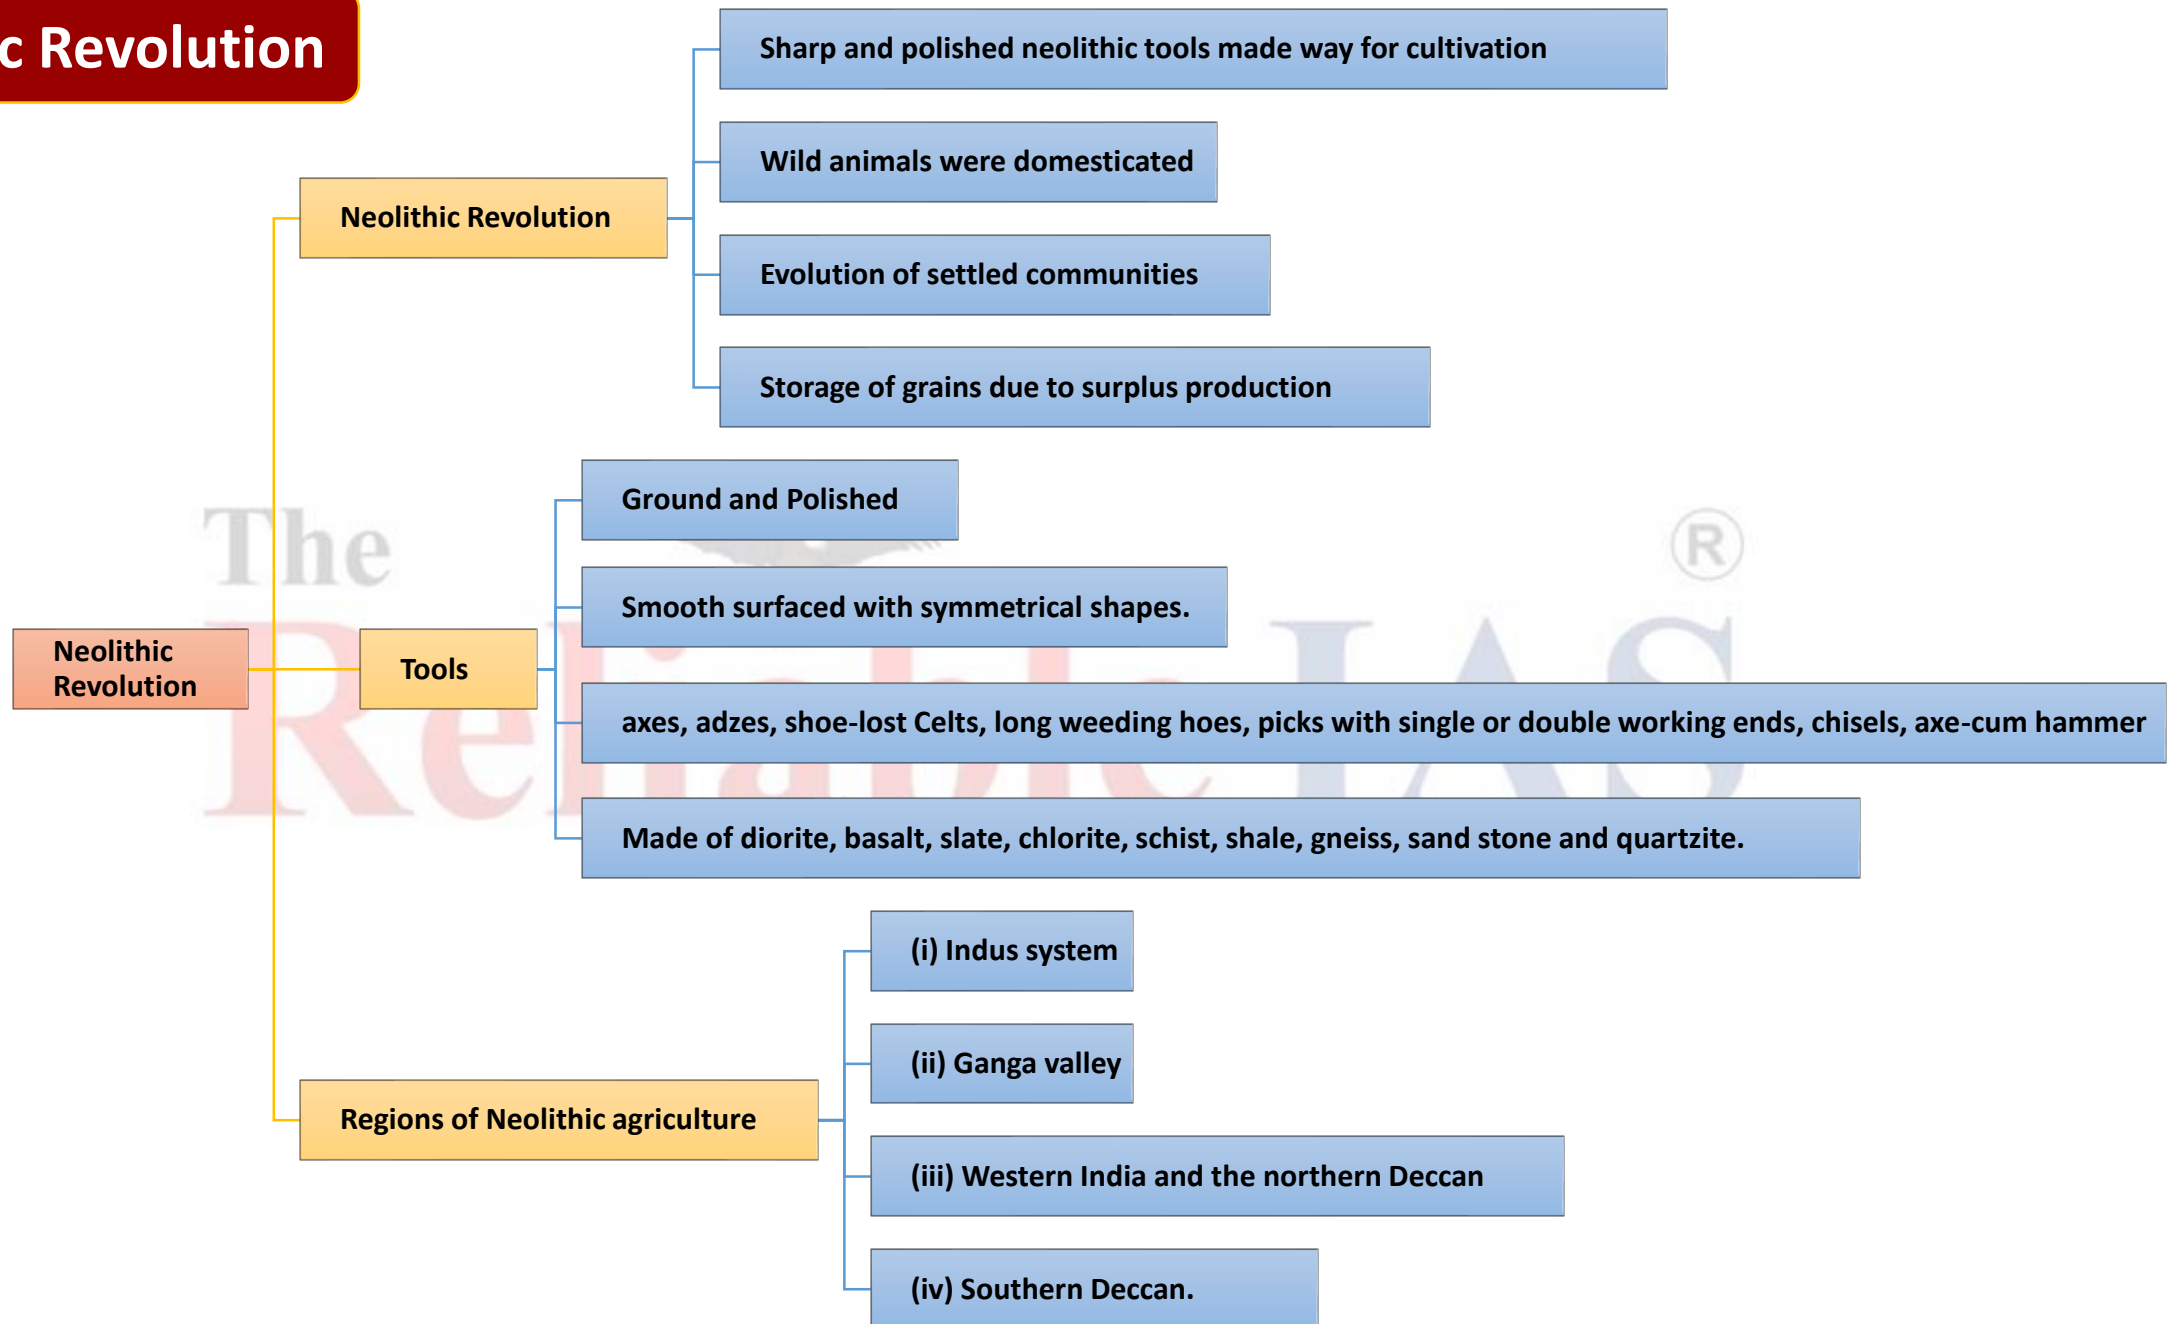 c Revolution
Sharp and polished neolithic tools made way for cultivation
Wild animals were domesticated
Neolithic Revolution
Evolution of settled communities
Storage of grains due to surplus production
Ground and Polished
The
®
Smooth surfaced with symmetrical shapes.
Neolithic
Revolution
Tools
Reliable IAS
axes, adzes, shoe-lost Celts, long weeding hoes, picks with single or double working ends, chisels, axe-cum hammer
Made of diorite, basalt, slate, chlorite, schist, shale, gneiss, sand stone and quartzite.
(i) Indus system
(ii) Ganga valley
Regions of Neolithic agriculture
(iii) Western India and the northern Deccan
(iv) Southern Deccan.